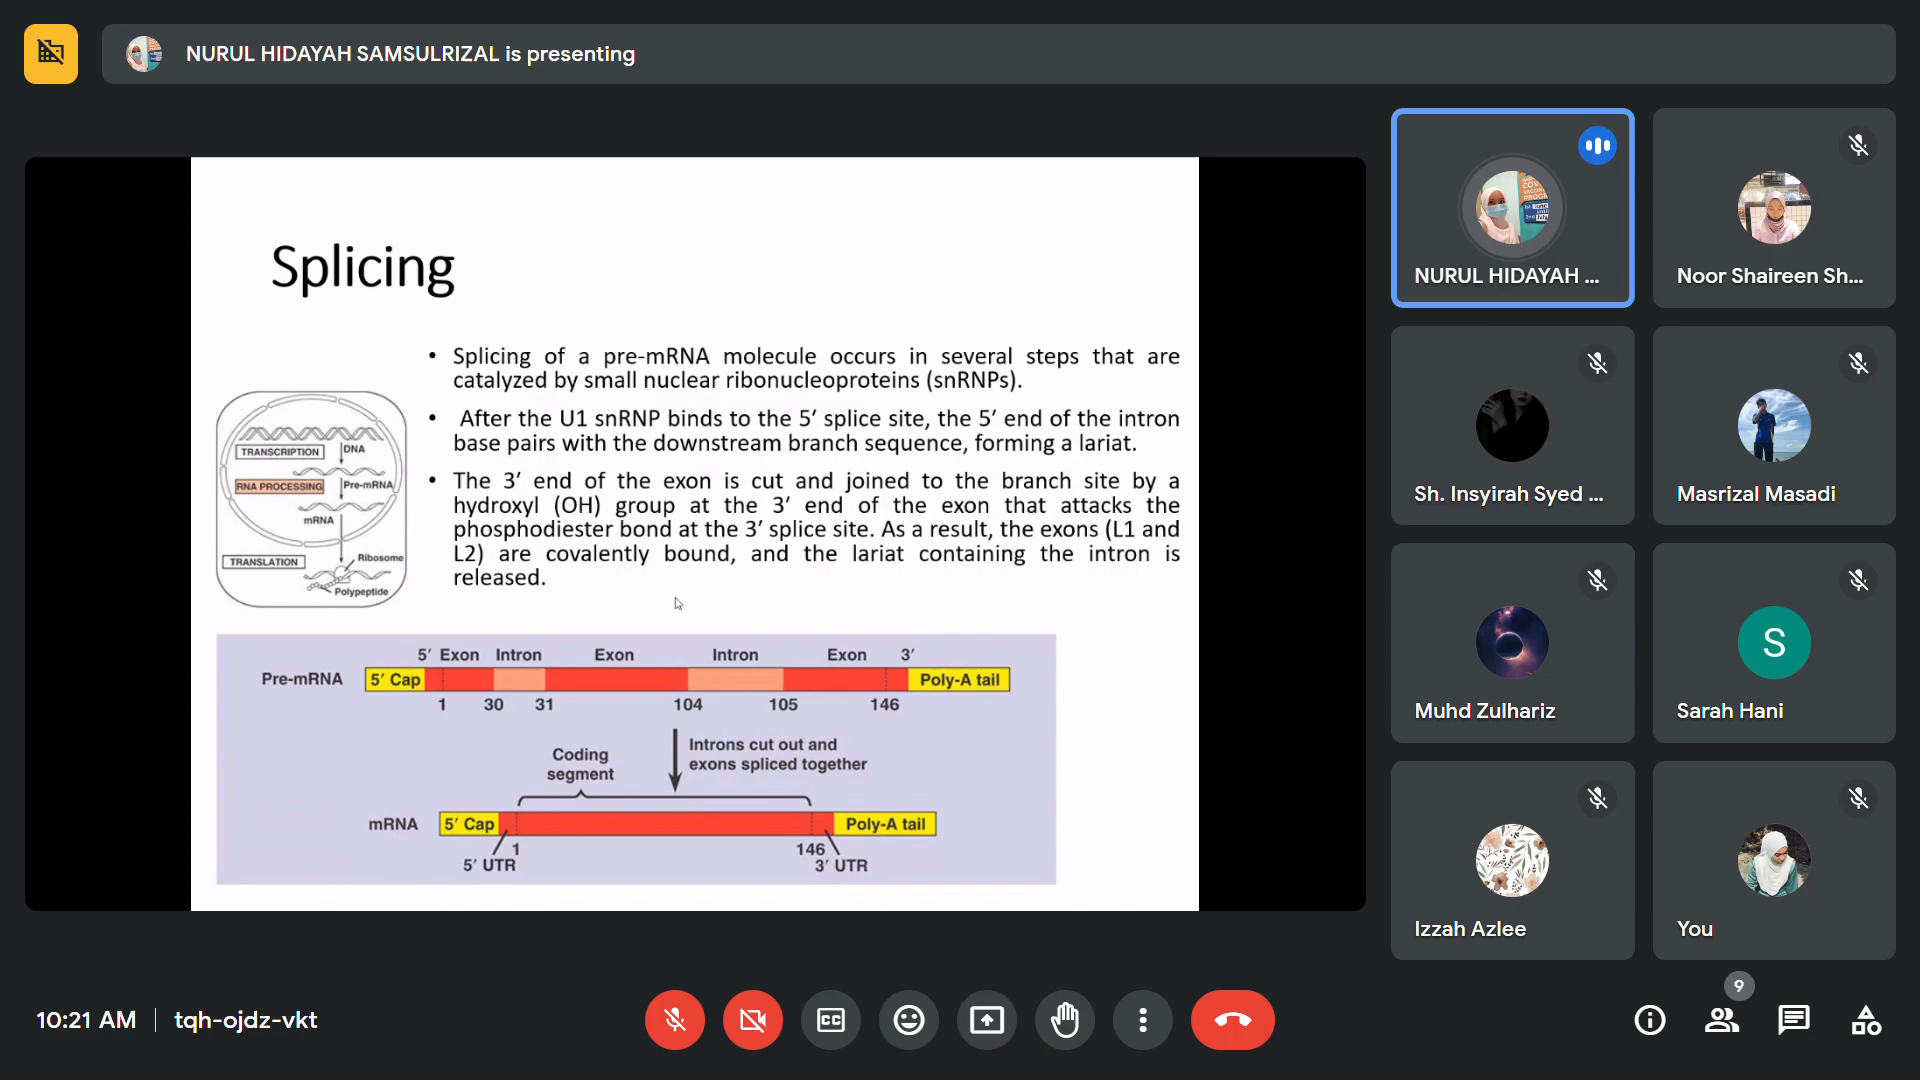 NURUL HIDAYAH SAMSULRIZAL is presenting
Splicing
• Splicing of a pre-mRNA molecule occurs in several steps that are
catalyzed by small nuclear ribonucleoproteins (snRNPs).
• After the U1 snRNP binds to the 5′ splice site, the 5′ end of the intron
base pairs with the downstream branch sequence, forming a lariat.
• The 3′ end of the exon is cut and joined to the branch site by a
hydroxyl (OH) group at the 3′ end of the exon that attacks the
phosphodiester bond at the 3′ splice site. As a result, the exons (L1 and
L2) are covalently bound, and the lariat containing the intron is
released.
TRANSCRIPTION
DNA
RNA PROCESSING
Pre-mRNA
mRNA
TRANSLATION
Ribosome
Polypeptide
5′ Exon Intron Exon Intron Exon 3′
Pre-mRNA 5′ Cap Poly-A tail
1 30 31 104 105 146
Coding
segment
Introns cut out and
exons spliced together
mRNA 5′ Cap Poly-A tail
1 146
5′ UTR 3′ UTR
NURUL HIDAYAH ...
Noor Shaireen Sh...
Sh. Insyirah Syed ...
Masrizal Masadi
Muhd Zulhariz
S
Sarah Hani
Izzah Azlee
You
10:21 AM | tqh-ojdz-vkt
CC
9